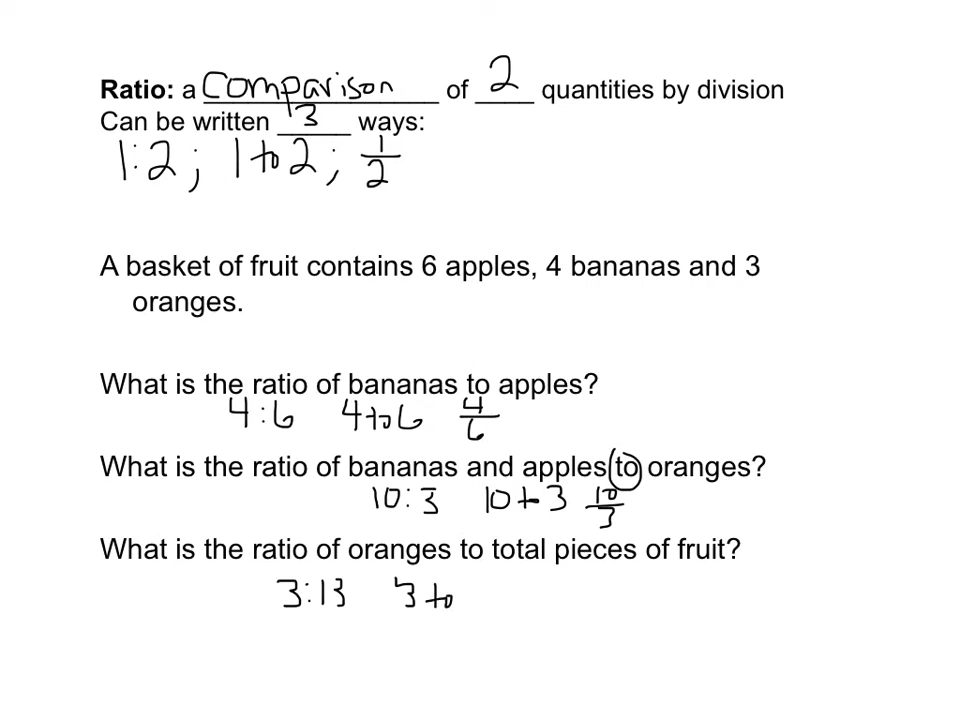 Ratio: a Comparison of 2 quantities by division
Can be written 3 ways:
1:2; 1 to 2; 1/2
A basket of fruit contains 6 apples, 4 bananas and 3
oranges.
What is the ratio of bananas to apples?
4:6 4 to 6 4/6
What is the ratio of bananas and apples to oranges?
10:3 10 to 3 10/3
What is the ratio of oranges to total pieces of fruit?
3:13 3 to